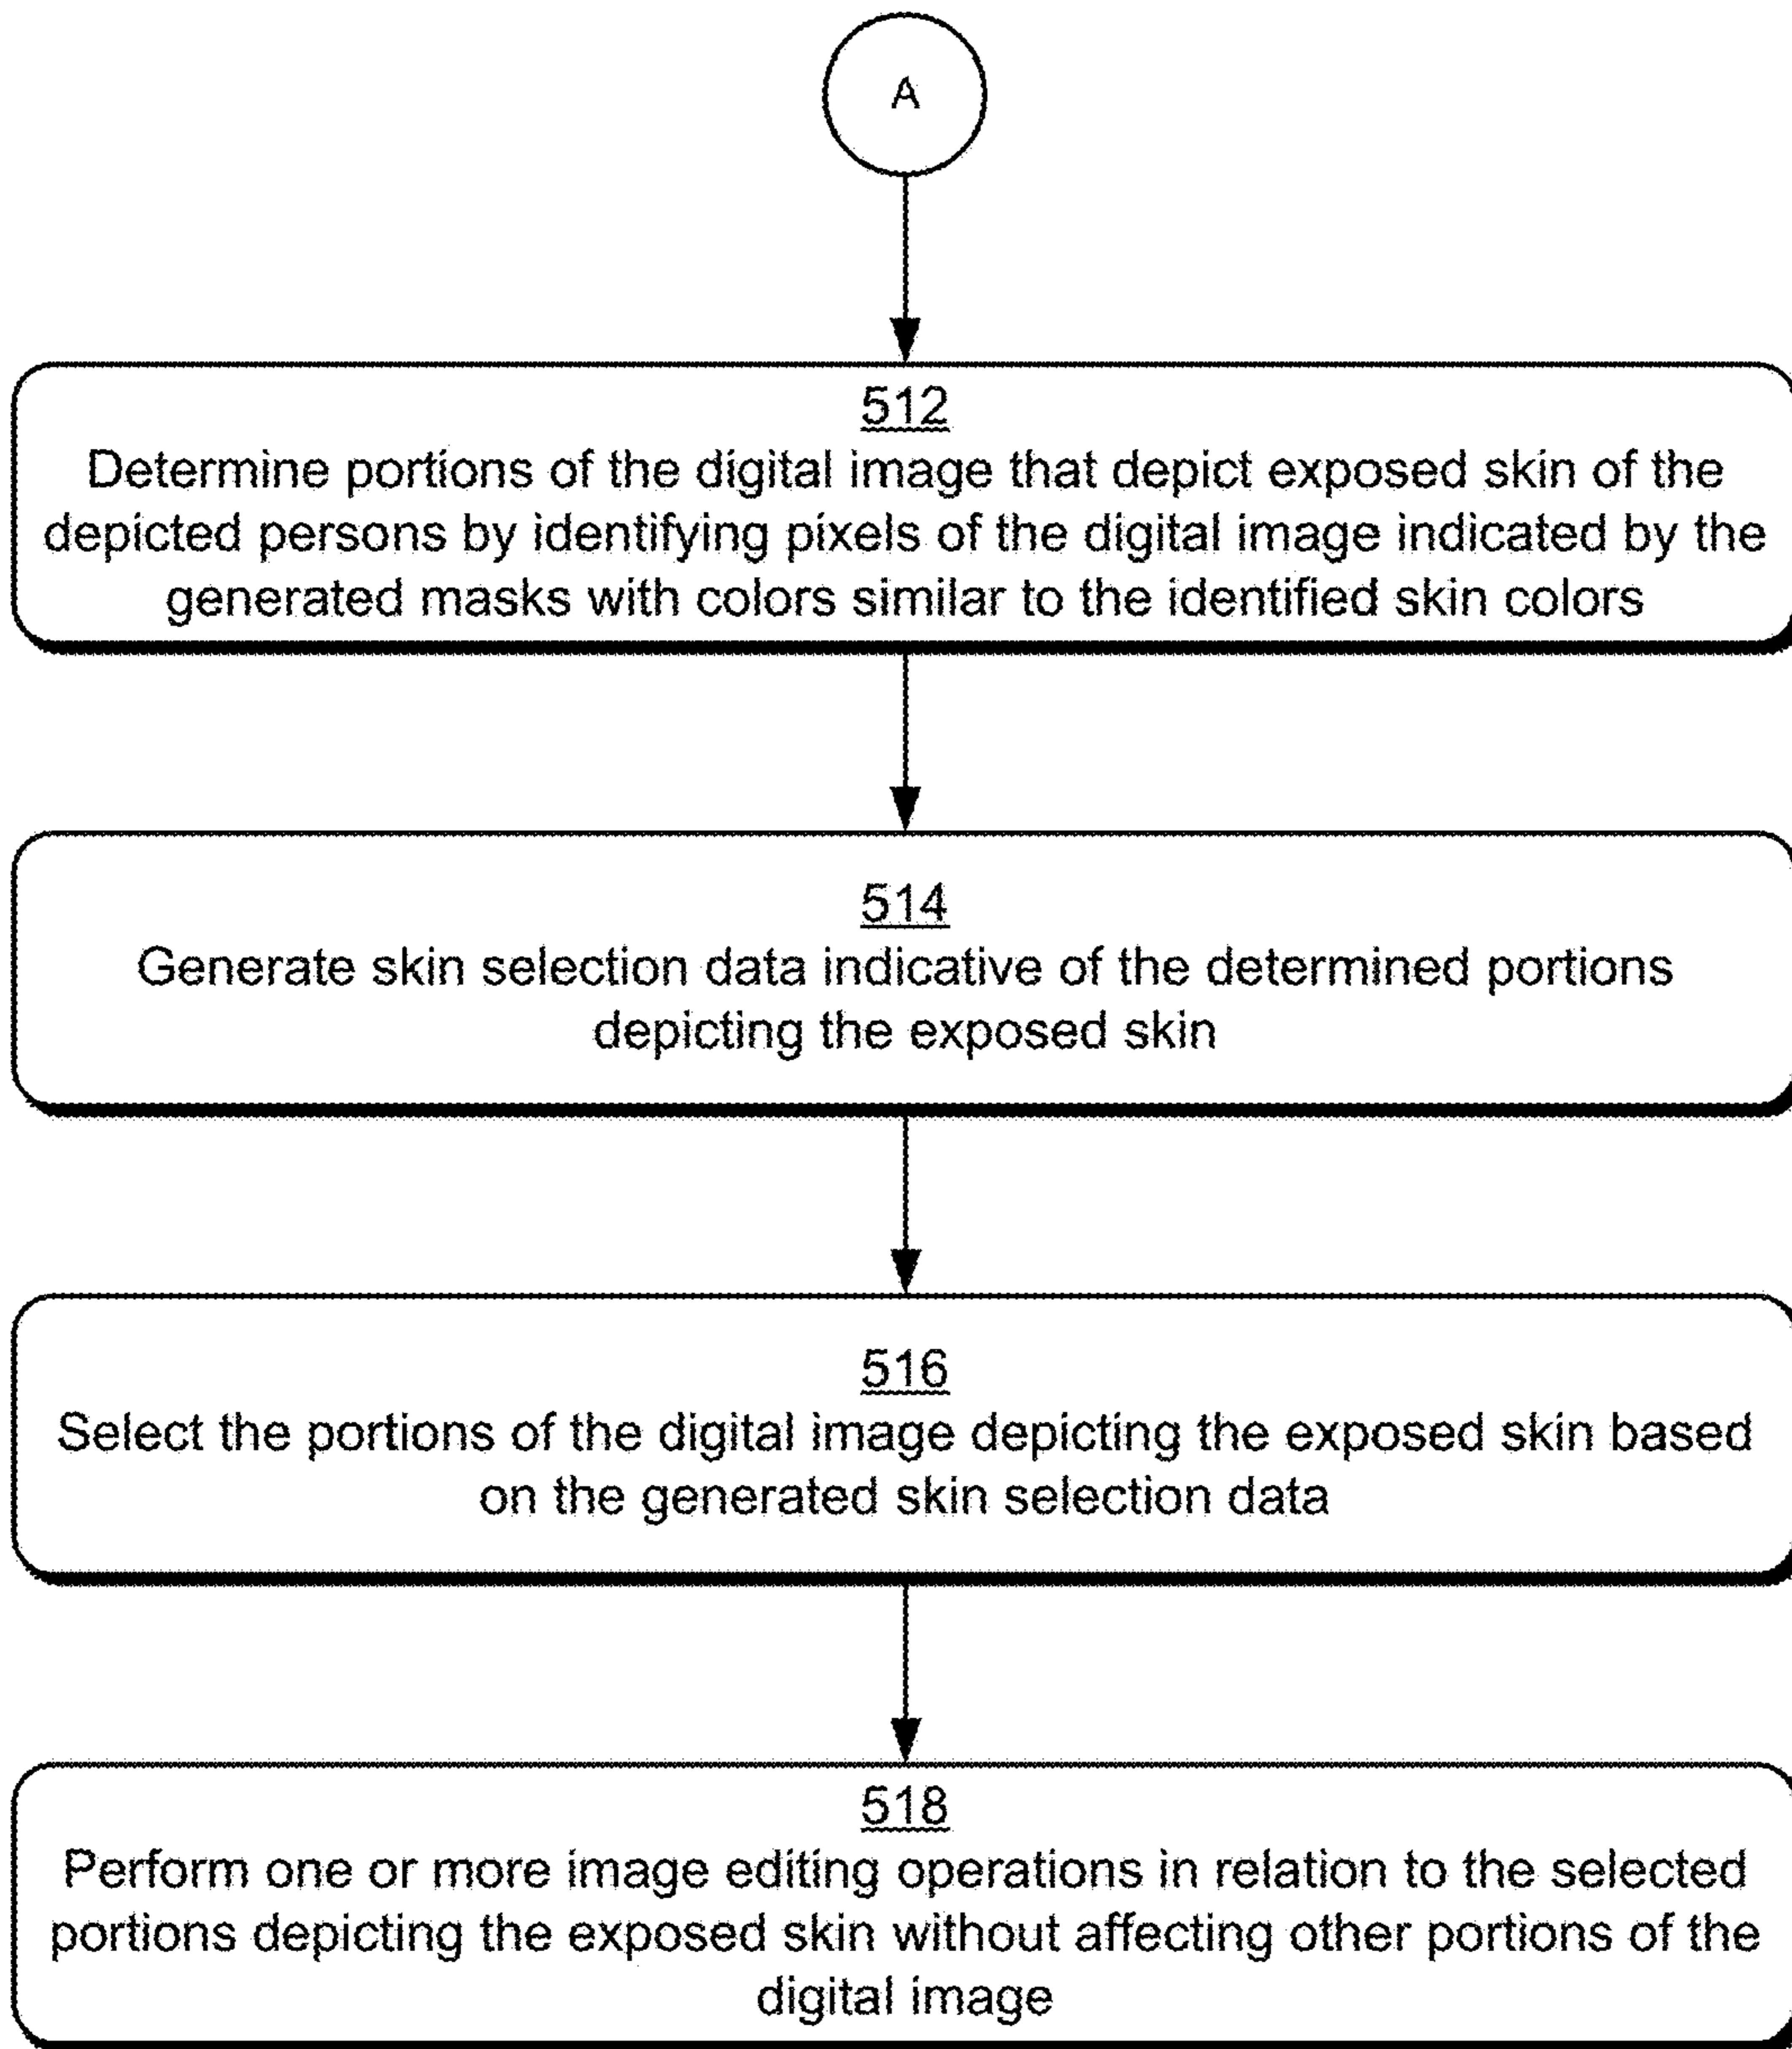 A
512
Determine portions of the digital image that depict exposed skin of the
depicted persons by identifying pixels of the digital image indicated by the
generated masks with colors similar to the identified skin colors
514
Generate skin selection data indicative of the determined portions
depicting the exposed skin
516
Select the portions of the digital image depicting the exposed skin based
on the generated skin selection data
518
Perform one or more image editing operations in relation to the selected
portions depicting the exposed skin without affecting other portions of the
digital image